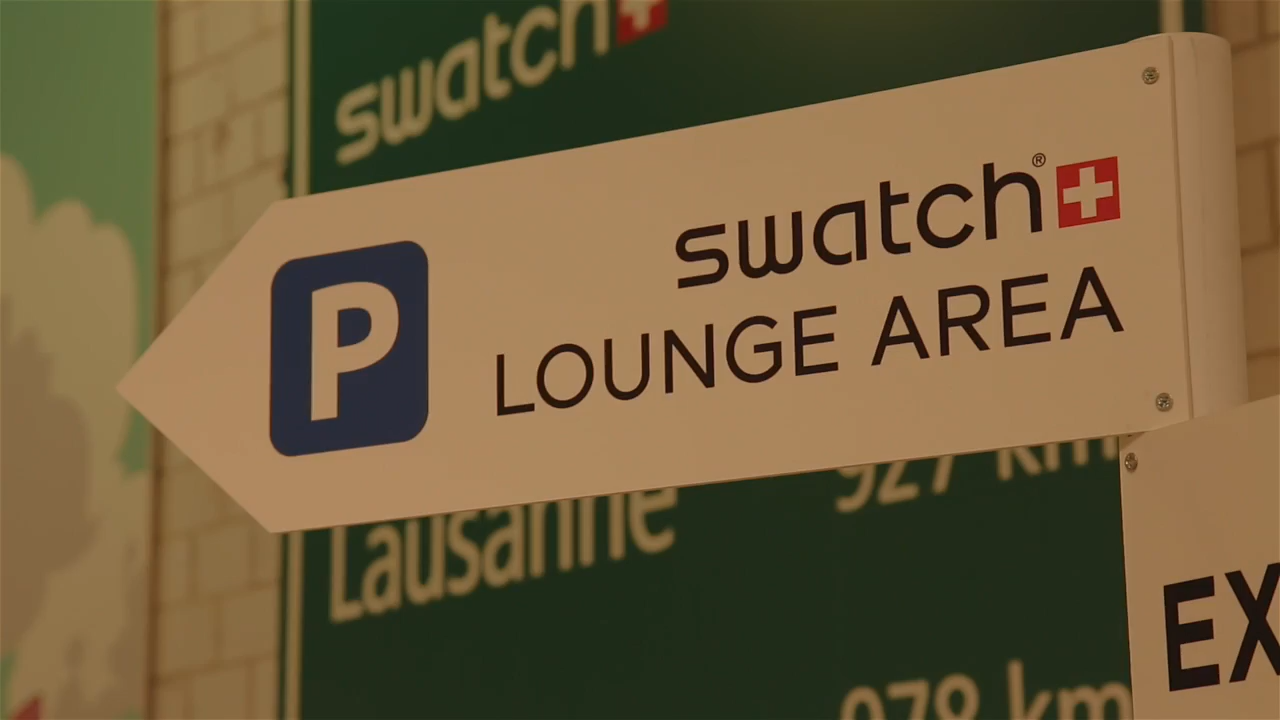 swatch
swatch®
P
LOUNGE AREA
Lausanne 927 km
EX
978 km